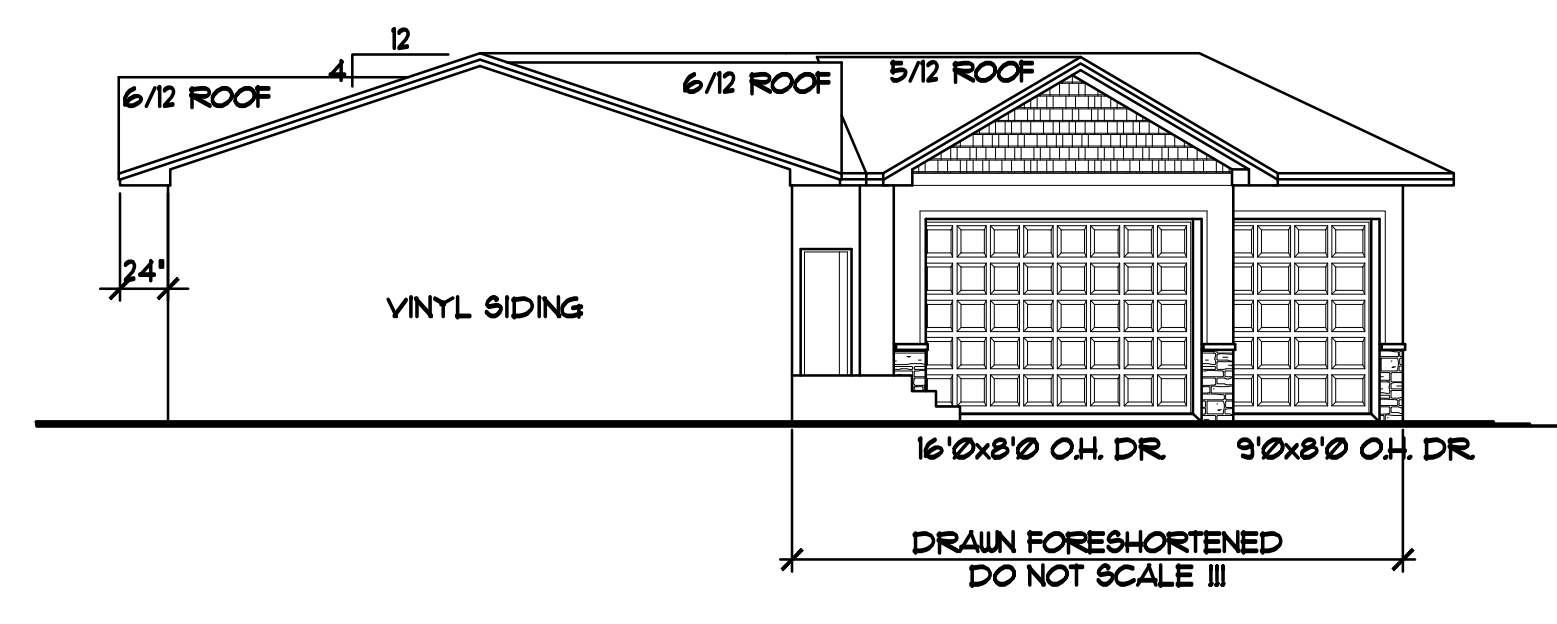 12
4
6/12 ROOF
6/12 ROOF
5/12 ROOF
24"
VINYL SIDING
16'0x8'0 O.H. DR.
9'0x8'0 O.H. DR.
DRAWN FORESHORTENED
DO NOT SCALE !!!